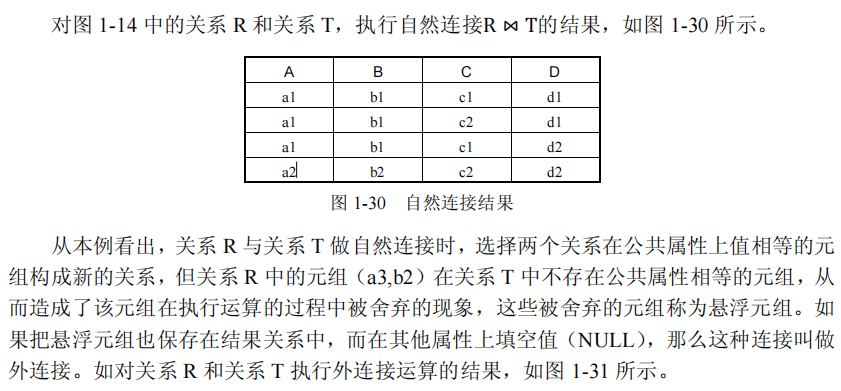 对图 1-14 中的关系 R 和关系 T，执行自然连接R ⋈ T的结果，如图 1-30 所示。
A B C D
a1 b1 c1 d1
a1 b1 c2 d1
a1 b1 c1 d2
a2 b2 c2 d2
图 1-30 自然连接结果
从本例看出，关系 R 与关系 T 做自然连接时，选择两个关系在公共属性上值相等的元
组构成新的关系，但关系 R 中的元组（a3,b2）在关系 T 中不存在公共属性相等的元组，从
而造成了该元组在执行运算的过程中被舍弃的现象，这些被舍弃的元组称为悬浮元组。如
果把悬浮元组也保存在结果关系中，而在其他属性上填空值（NULL），那么这种连接叫做
外连接。如对关系 R 和关系 T 执行外连接运算的结果，如图 1-31 所示。